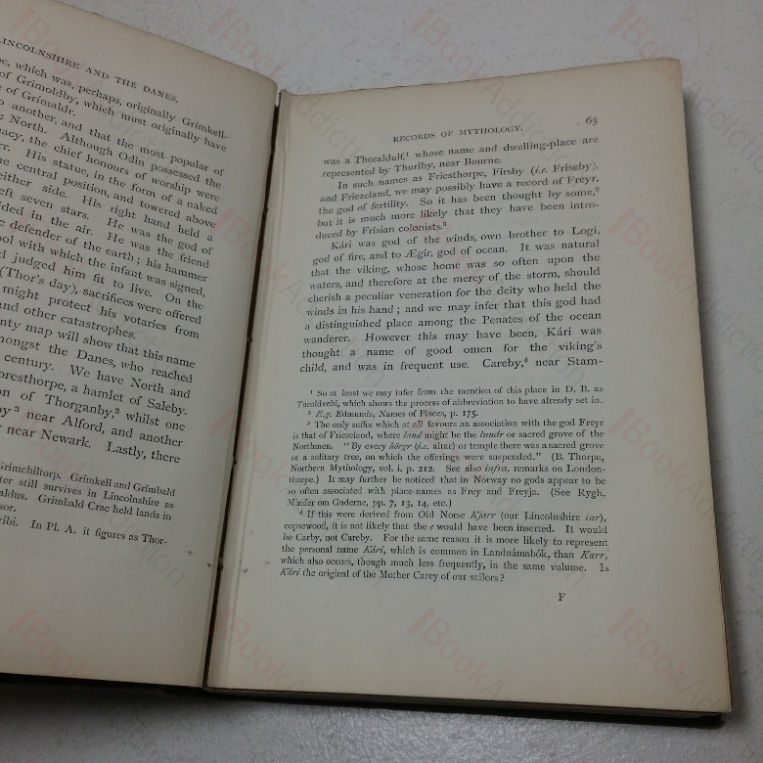 LINCOLNSHIRE AND THE DANES.
which was, perhaps, originally Grimkell-
of Grimoldby, which must originally have
of Grimaldr.
another, and that the most popular of
North. Although Odin possessed the
the chief honours of worship were
His statue, in the form of a naked
central position, and towered above
either side. His right hand held a
left seven stars. He was the god of
in the air. He was the friend
defender of the earth; his hammer
with which the infant was signed,
judged him fit to live. On the
(Thor's day), sacrifices were offered
might protect his votaries from
and other catastrophes.
map will show that this name
amongst the Danes, who reached
century. We have North and
a hamlet of Saleby.
of Thorganby,² whilst one
near Alford, and another
near Newark. Lastly, there
Grimchiltorp. Grimkell and Grimbald
still survives in Lincolnshire as
Grimbald Crac held lands in
In Pl. A. it figures as Thor-
RECORDS OF MYTHOLOGY. 65
was a Thoraldulf,¹ whose name and dwelling-place are
represented by Thurlby, near Bourne.
In such names as Friesthorpe, Firsby (i.e. Friseby),
and Friezeland, we may possibly have a record of Freyr,
the god of fertility. So it has been thought by some,²
but it is much more likely that they have been intro-
duced by Frisian colonists.³
Kári was god of the winds, own brother to Logi,
god of fire, and to Ægir, god of ocean. It was natural
that the viking, whose home was so often upon the
waters, and therefore at the mercy of the storm, should
cherish a peculiar veneration for the deity who held the
winds in his hand; and we may infer that this god had
a distinguished place among the Penates of the ocean
wanderer. However this may have been, Kári was
thought a name of good omen for the viking's
child, and was in frequent use. Careby,⁴ near Stam-
¹ So at least we may infer from the mention of this place in D. B. as
Turoldvebi, which shows the process of abbreviation to have already set in.
² E.g. Edmunds, Names of Places, p. 175.
³ The only suffix which at all favours an association with the god Freyr
is that of Friezeland, where land might be the lundr or sacred grove of the
Northmen. "By every hörgr (i.e. altar) or temple there was a sacred grove
or a solitary tree, on which the offerings were suspended." (B. Thorpe,
Northern Mythology, vol. i, p. 212. See also infra, remarks on London-
thorpe.) It may further be noticed that in Norway no gods appear to be
so often associated with place-names as Frey and Freyja. (See Rygh,
Minder om Guderne, pp. 7, 13, 14, etc.)
⁴ If this were derived from Old Norse Kjarr (our Lincolnshire car),
copsewood, it is not likely that the e would have been inserted. It would
be Carby, not Careby. For the same reason it is more likely to represent
the personal name Kári, which is common in Landnámabók, than Karr,
which also occurs, though much less frequently, in the same volume. Is
Kári the original of the Mother Carey of our sailors?
F
BookAddiction